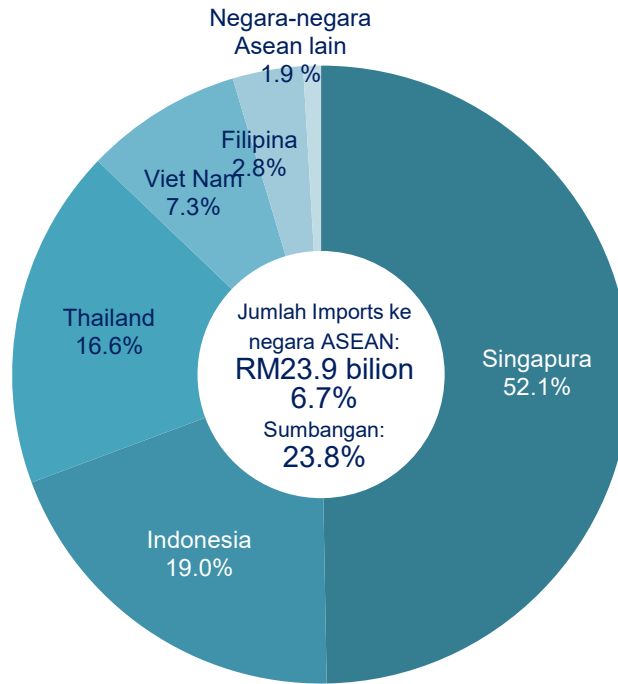 Negara-negara
Asean lain
1.9 %
Filipina
2.8%
Viet Nam
7.3%
Thailand
16.6%
Jumlah Imports ke
negara ASEAN:
RM23.9 bilion
6.7%
Sumbangan:
23.8%
Singapura
52.1%
Indonesia
19.0%